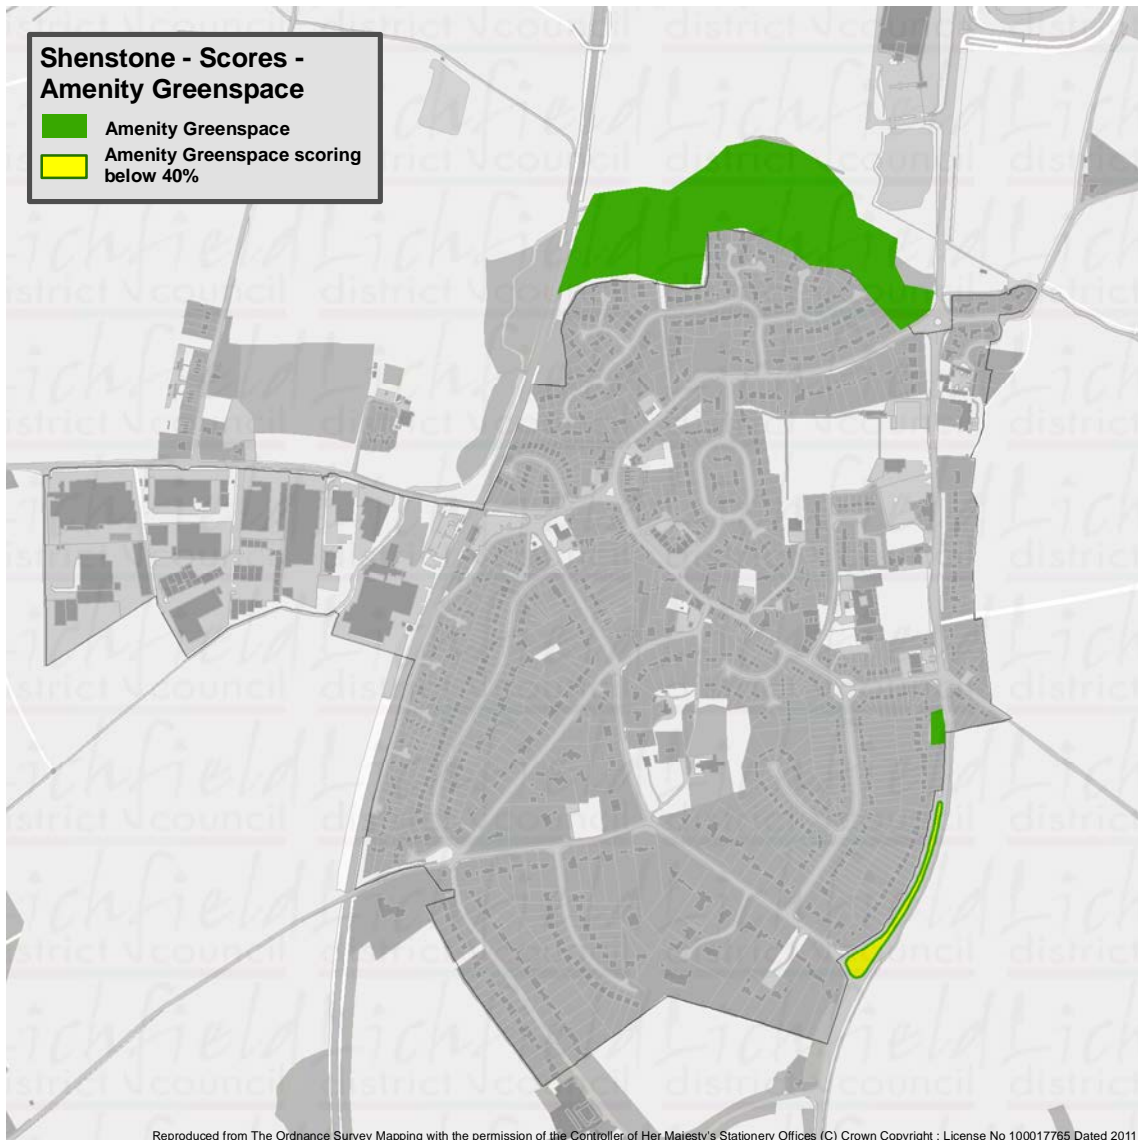 Shenstone - Scores -
Amenity Greenspace
Amenity Greenspace
Amenity Greenspace scoring
below 40%
Reproduced from The Ordnance Survey Mapping with the permission of the Controller of Her Majesty's Stationery Offices (C) Crown Copyright : License No 100017765 Dated 2011